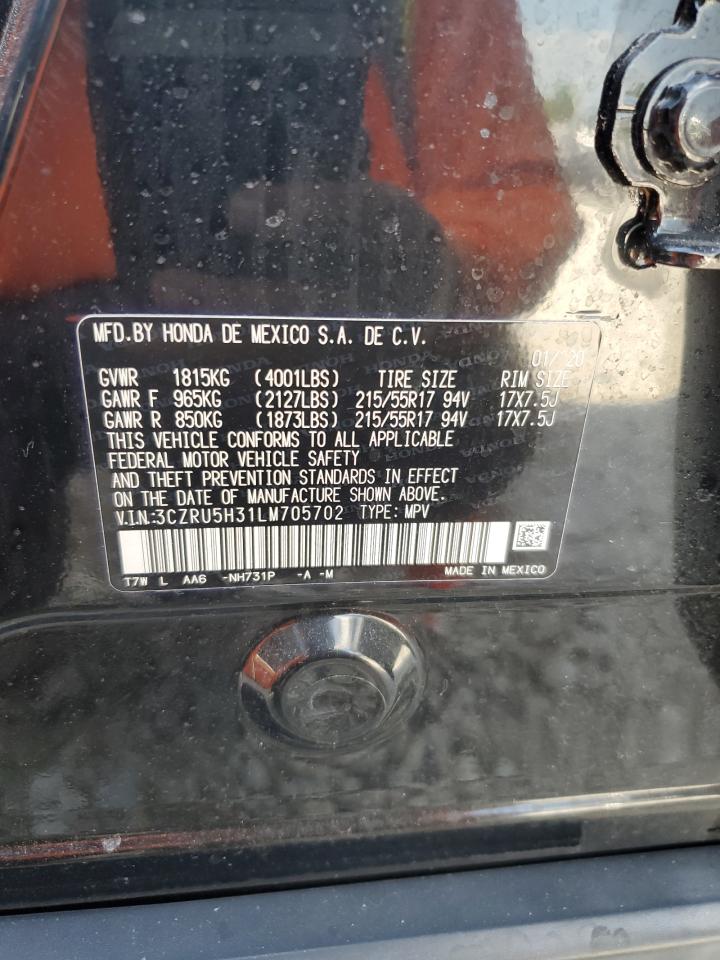 MFD.BY HONDA DE MEXICO S.A. DE C.V.
01/'20
GVWR 1815KG (4001LBS) TIRE SIZE RIM SIZE
GAWR F 965KG (2127LBS) 215/55R17 94V 17X7.5J
GAWR R 850KG (1873LBS) 215/55R17 94V 17X7.5J
THIS VEHICLE CONFORMS TO ALL APPLICABLE
FEDERAL MOTOR VEHICLE SAFETY
AND THEFT PREVENTION STANDARDS IN EFFECT
ON THE DATE OF MANUFACTURE SHOWN ABOVE.
V.I.N:3CZRU5H31LM705702 TYPE: MPV
T7W L AA6 -NH731P -A -M MADE IN MEXICO